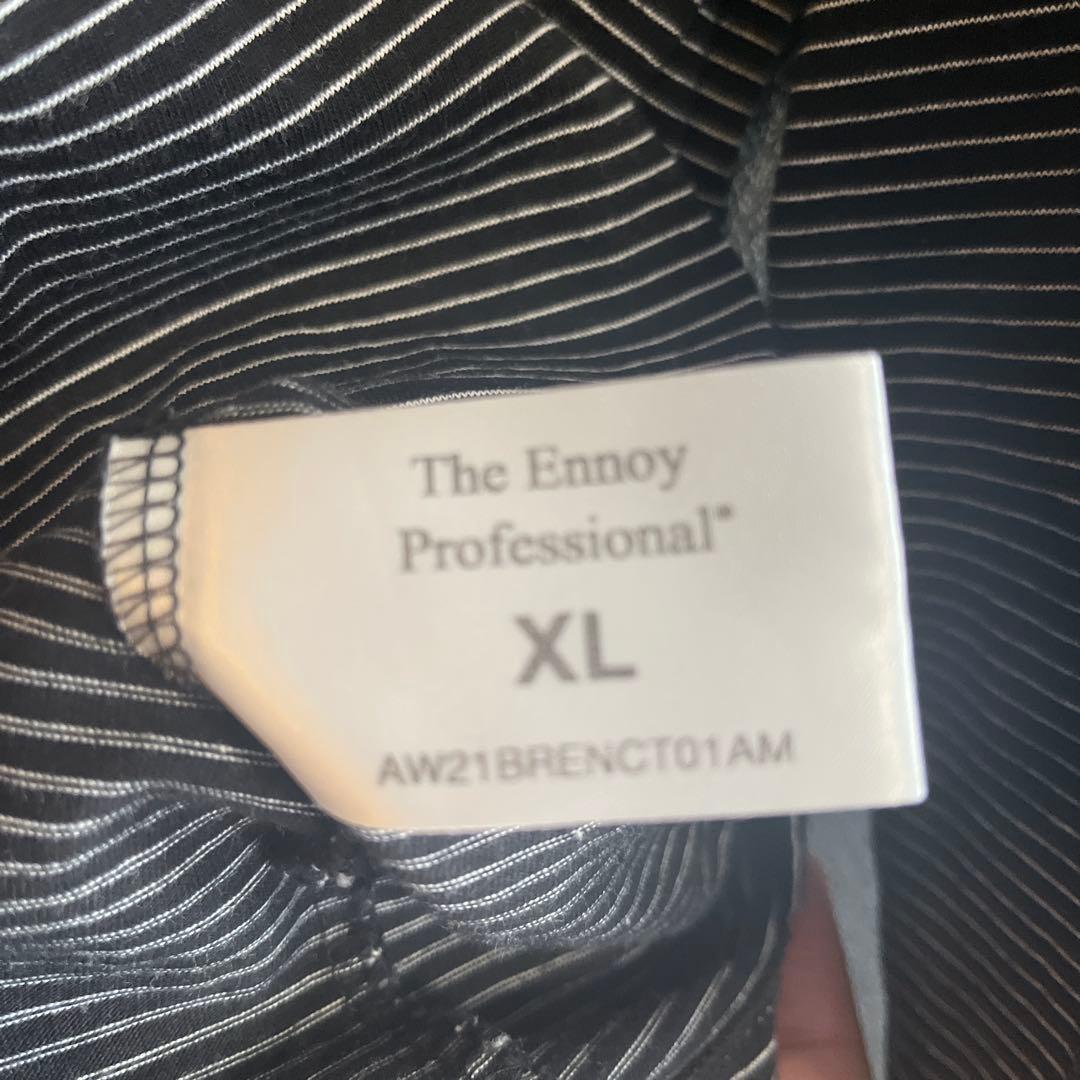 The Ennoy
Professional®
XL
AW21BRENCT01AM